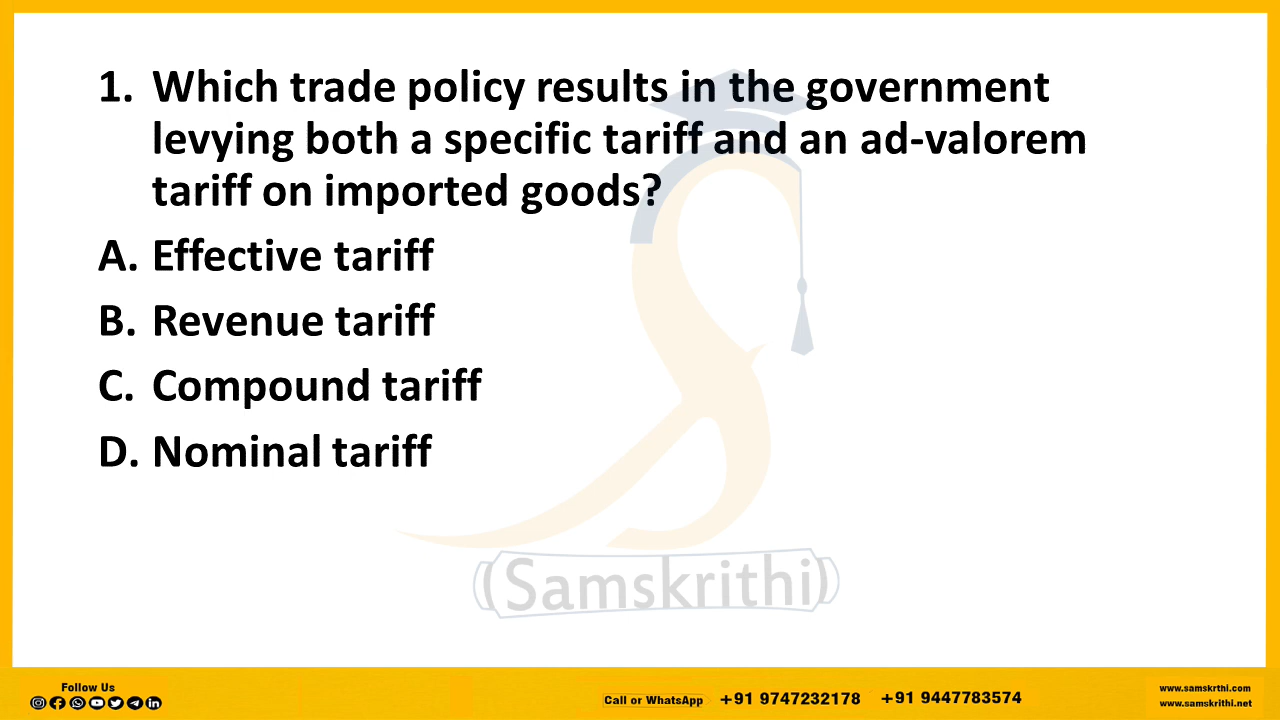 1. Which trade policy results in the government
levying both a specific tariff and an ad-valorem
tariff on imported goods?
A. Effective tariff
B. Revenue tariff
C. Compound tariff
D. Nominal tariff
(Samskrithi)
Follow Us
Call or WhatsApp +91 9747232178 +91 9447783574
www.samskrthi.com
www.samskrithi.net